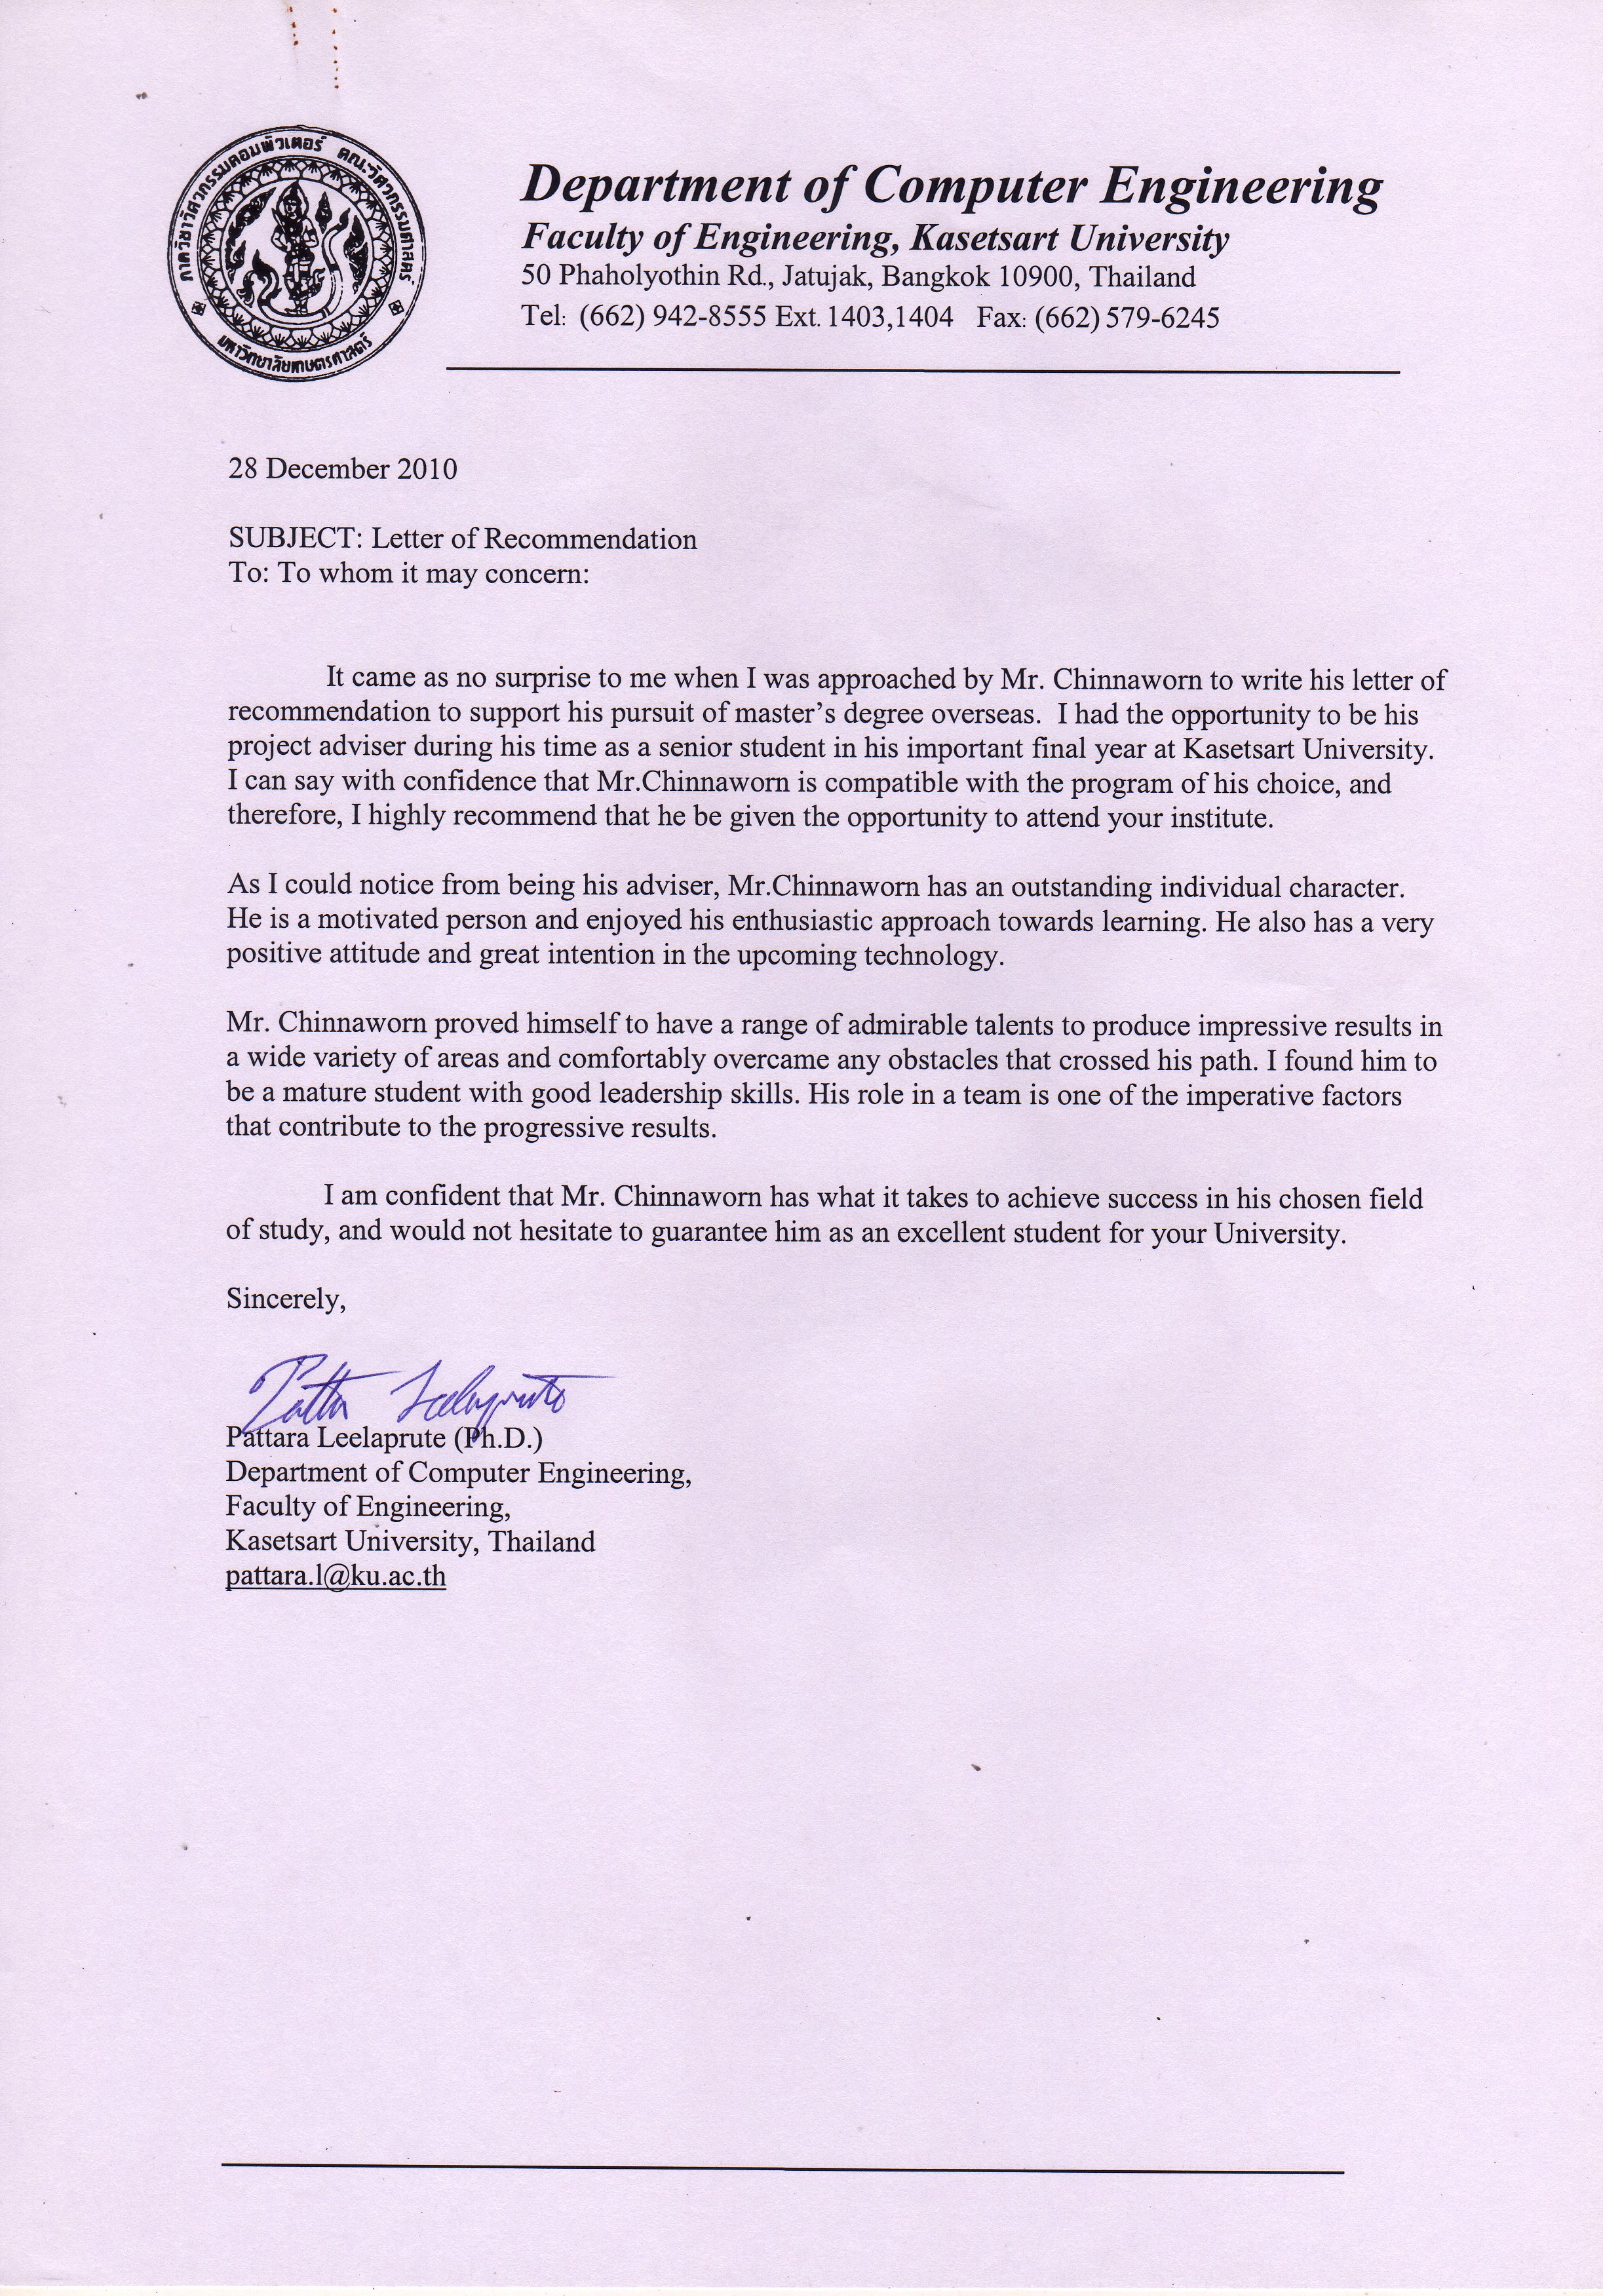 ภาควิชาวิศวกรรมคอมพิวเตอร์ คณะวิศวกรรมศาสตร์
มหาวิทยาลัยเกษตรศาสตร์
Department of Computer Engineering
Faculty of Engineering, Kasetsart University
50 Phaholyothin Rd., Jatujak, Bangkok 10900, Thailand
Tel: (662) 942-8555 Ext. 1403,1404 Fax: (662) 579-6245
28 December 2010
SUBJECT: Letter of Recommendation
To: To whom it may concern:
It came as no surprise to me when I was approached by Mr. Chinnaworn to write his letter of
recommendation to support his pursuit of master's degree overseas. I had the opportunity to be his
project adviser during his time as a senior student in his important final year at Kasetsart University.
I can say with confidence that Mr.Chinnaworn is compatible with the program of his choice, and
therefore, I highly recommend that he be given the opportunity to attend your institute.
As I could notice from being his adviser, Mr.Chinnaworn has an outstanding individual character.
He is a motivated person and enjoyed his enthusiastic approach towards learning. He also has a very
positive attitude and great intention in the upcoming technology.
Mr. Chinnaworn proved himself to have a range of admirable talents to produce impressive results in
a wide variety of areas and comfortably overcame any obstacles that crossed his path. I found him to
be a mature student with good leadership skills. His role in a team is one of the imperative factors
that contribute to the progressive results.
I am confident that Mr. Chinnaworn has what it takes to achieve success in his chosen field
of study, and would not hesitate to guarantee him as an excellent student for your University.
Sincerely,
Pattara Leelaprute
Pattara Leelaprute (Ph.D.)
Department of Computer Engineering,
Faculty of Engineering,
Kasetsart University, Thailand
pattara.l@ku.ac.th